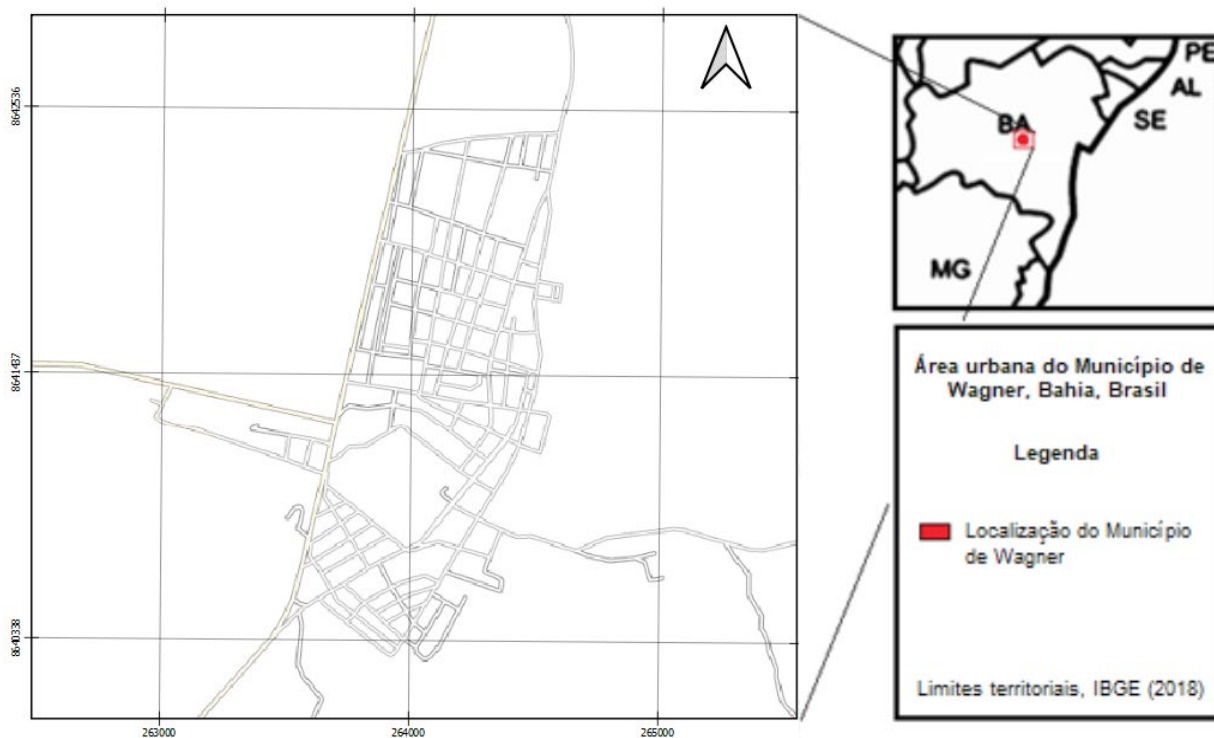 8642536
8641437
8640338
263000
264000
265000
PE
AL
SE
BA
MG
Área urbana do Município de
Wagner, Bahia, Brasil
Legenda
Localização do Município
de Wagner
Limites territoriais, IBGE (2018)